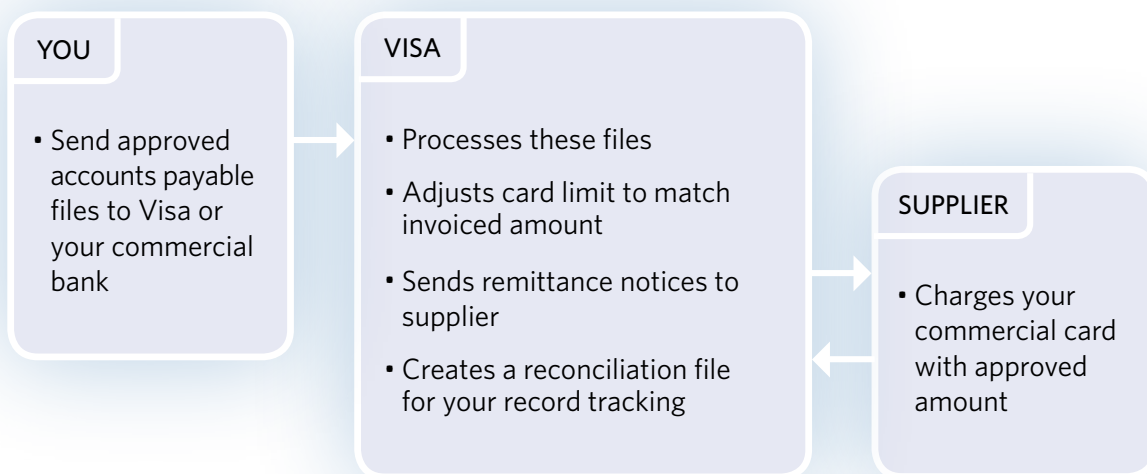 YOU
• Send approved
accounts payable
files to Visa or
your commercial
bank
VISA
• Processes these files
• Adjusts card limit to match
invoiced amount
• Sends remittance notices to
supplier
• Creates a reconciliation file
for your record tracking
SUPPLIER
• Charges your
commercial card
with approved
amount